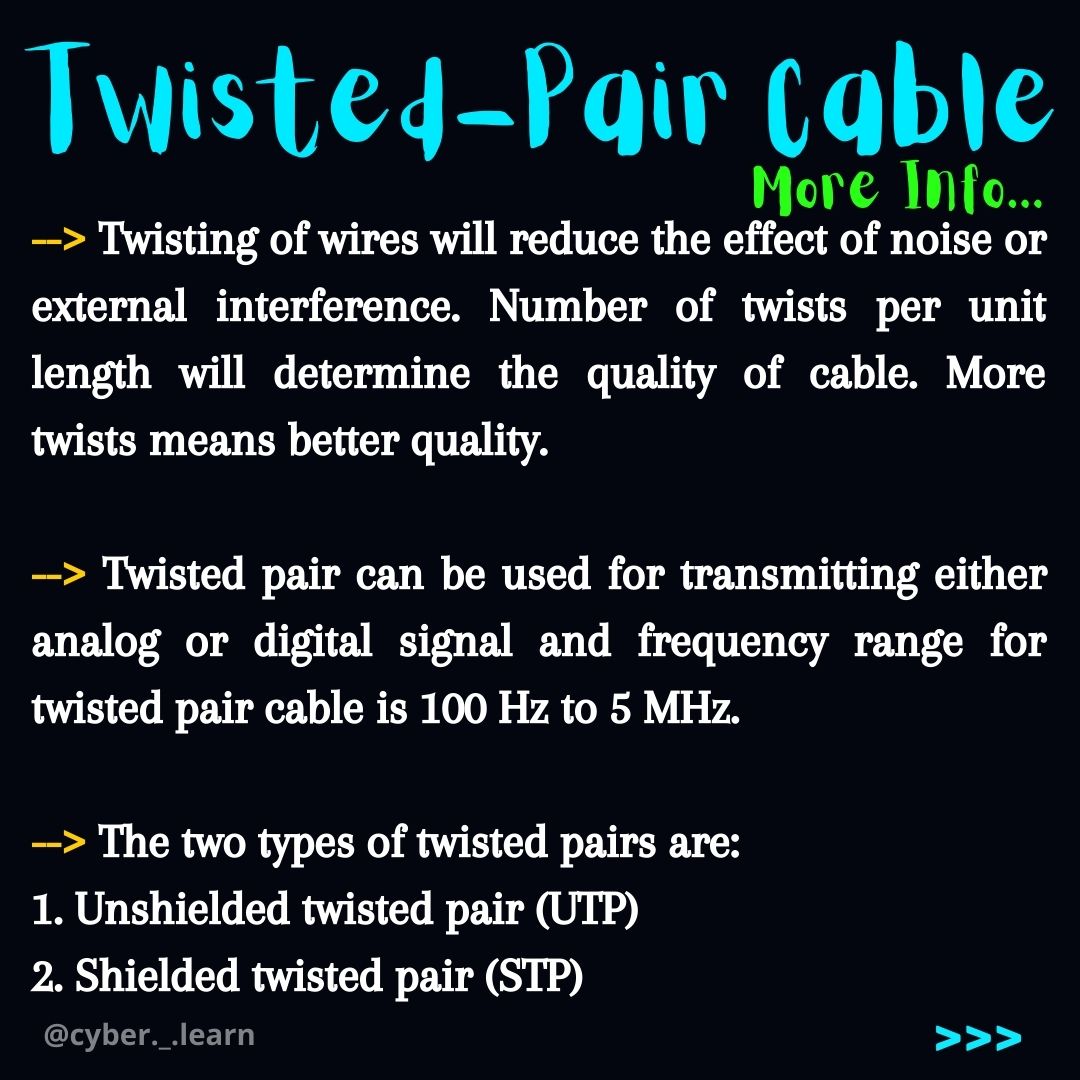 Twisted-Pair Cable
More Info...
--> Twisting of wires will reduce the effect of noise or
external interference. Number of twists per unit
length will determine the quality of cable. More
twists means better quality.
--> Twisted pair can be used for transmitting either
analog or digital signal and frequency range for
twisted pair cable is 100 Hz to 5 MHz.
--> The two types of twisted pairs are:
1. Unshielded twisted pair (UTP)
2. Shielded twisted pair (STP)
@cyber._.learn
>>>